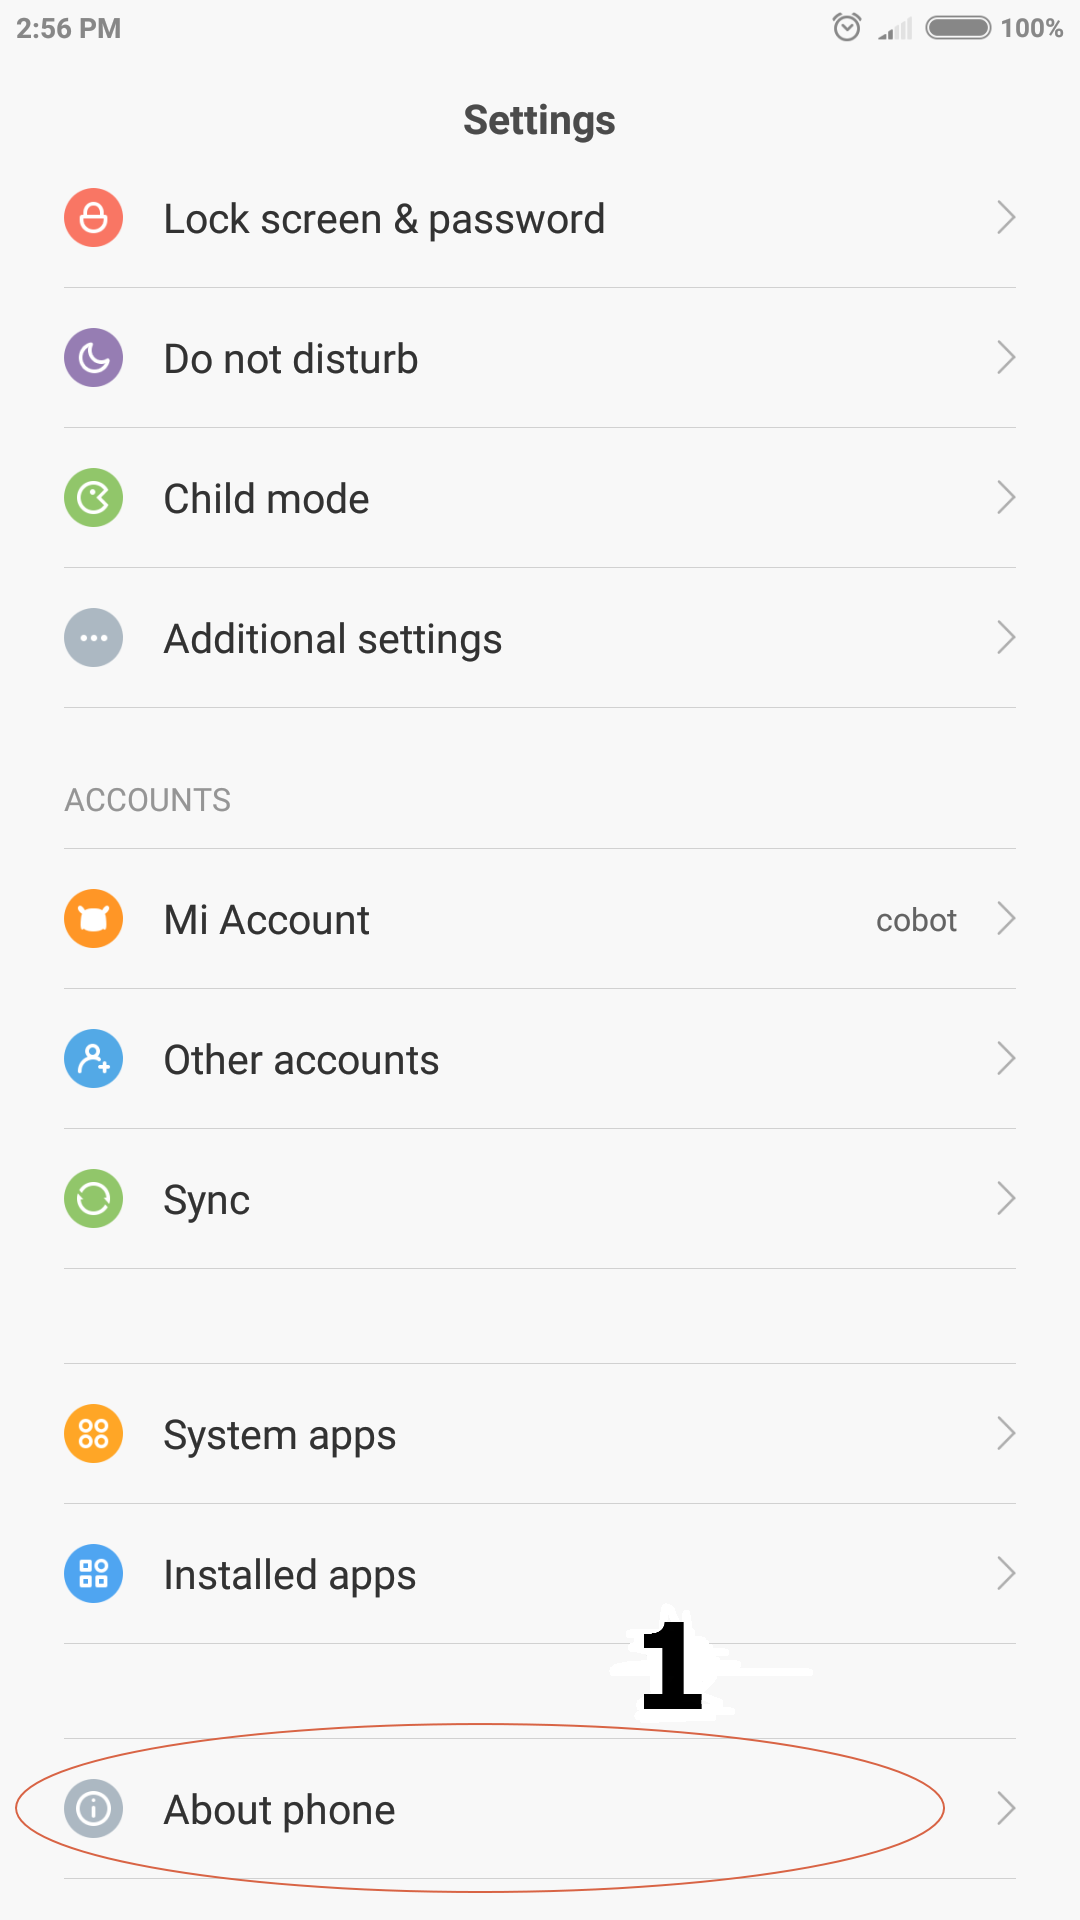 2:56 PM 100%
Settings
Lock screen & password
Do not disturb
Child mode
Additional settings
ACCOUNTS
Mi Account cobot
Other accounts
Sync
System apps
Installed apps
1
About phone